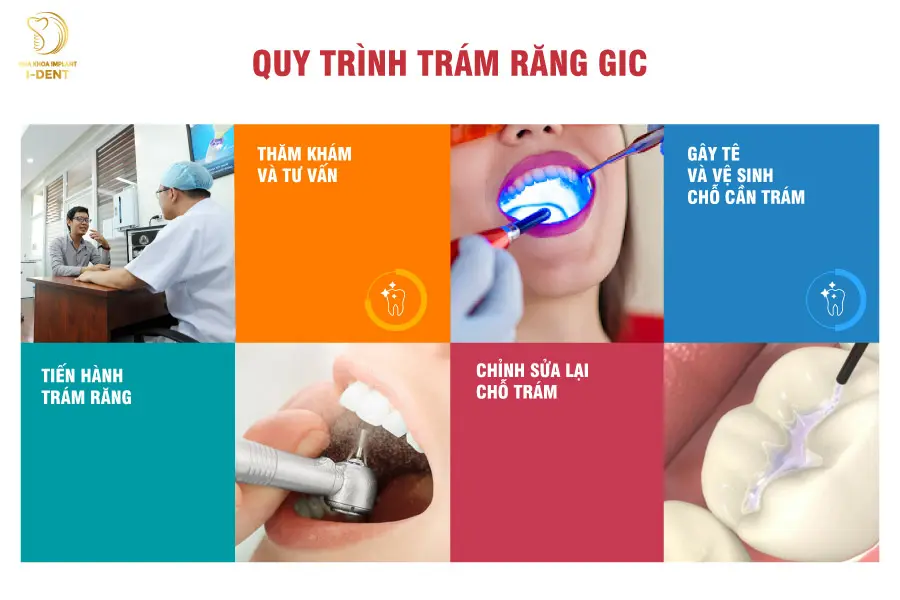 NHA KHOA IMPLANT
I-DENT
QUY TRÌNH TRÁM RĂNG GIC
THĂM KHÁM
VÀ TƯ VẤN
GÂY TÊ
VÀ VỆ SINH
CHỖ CẦN TRÁM
TIẾN HÀNH
TRÁM RĂNG
CHỈNH SỬA LẠI
CHỖ TRÁM